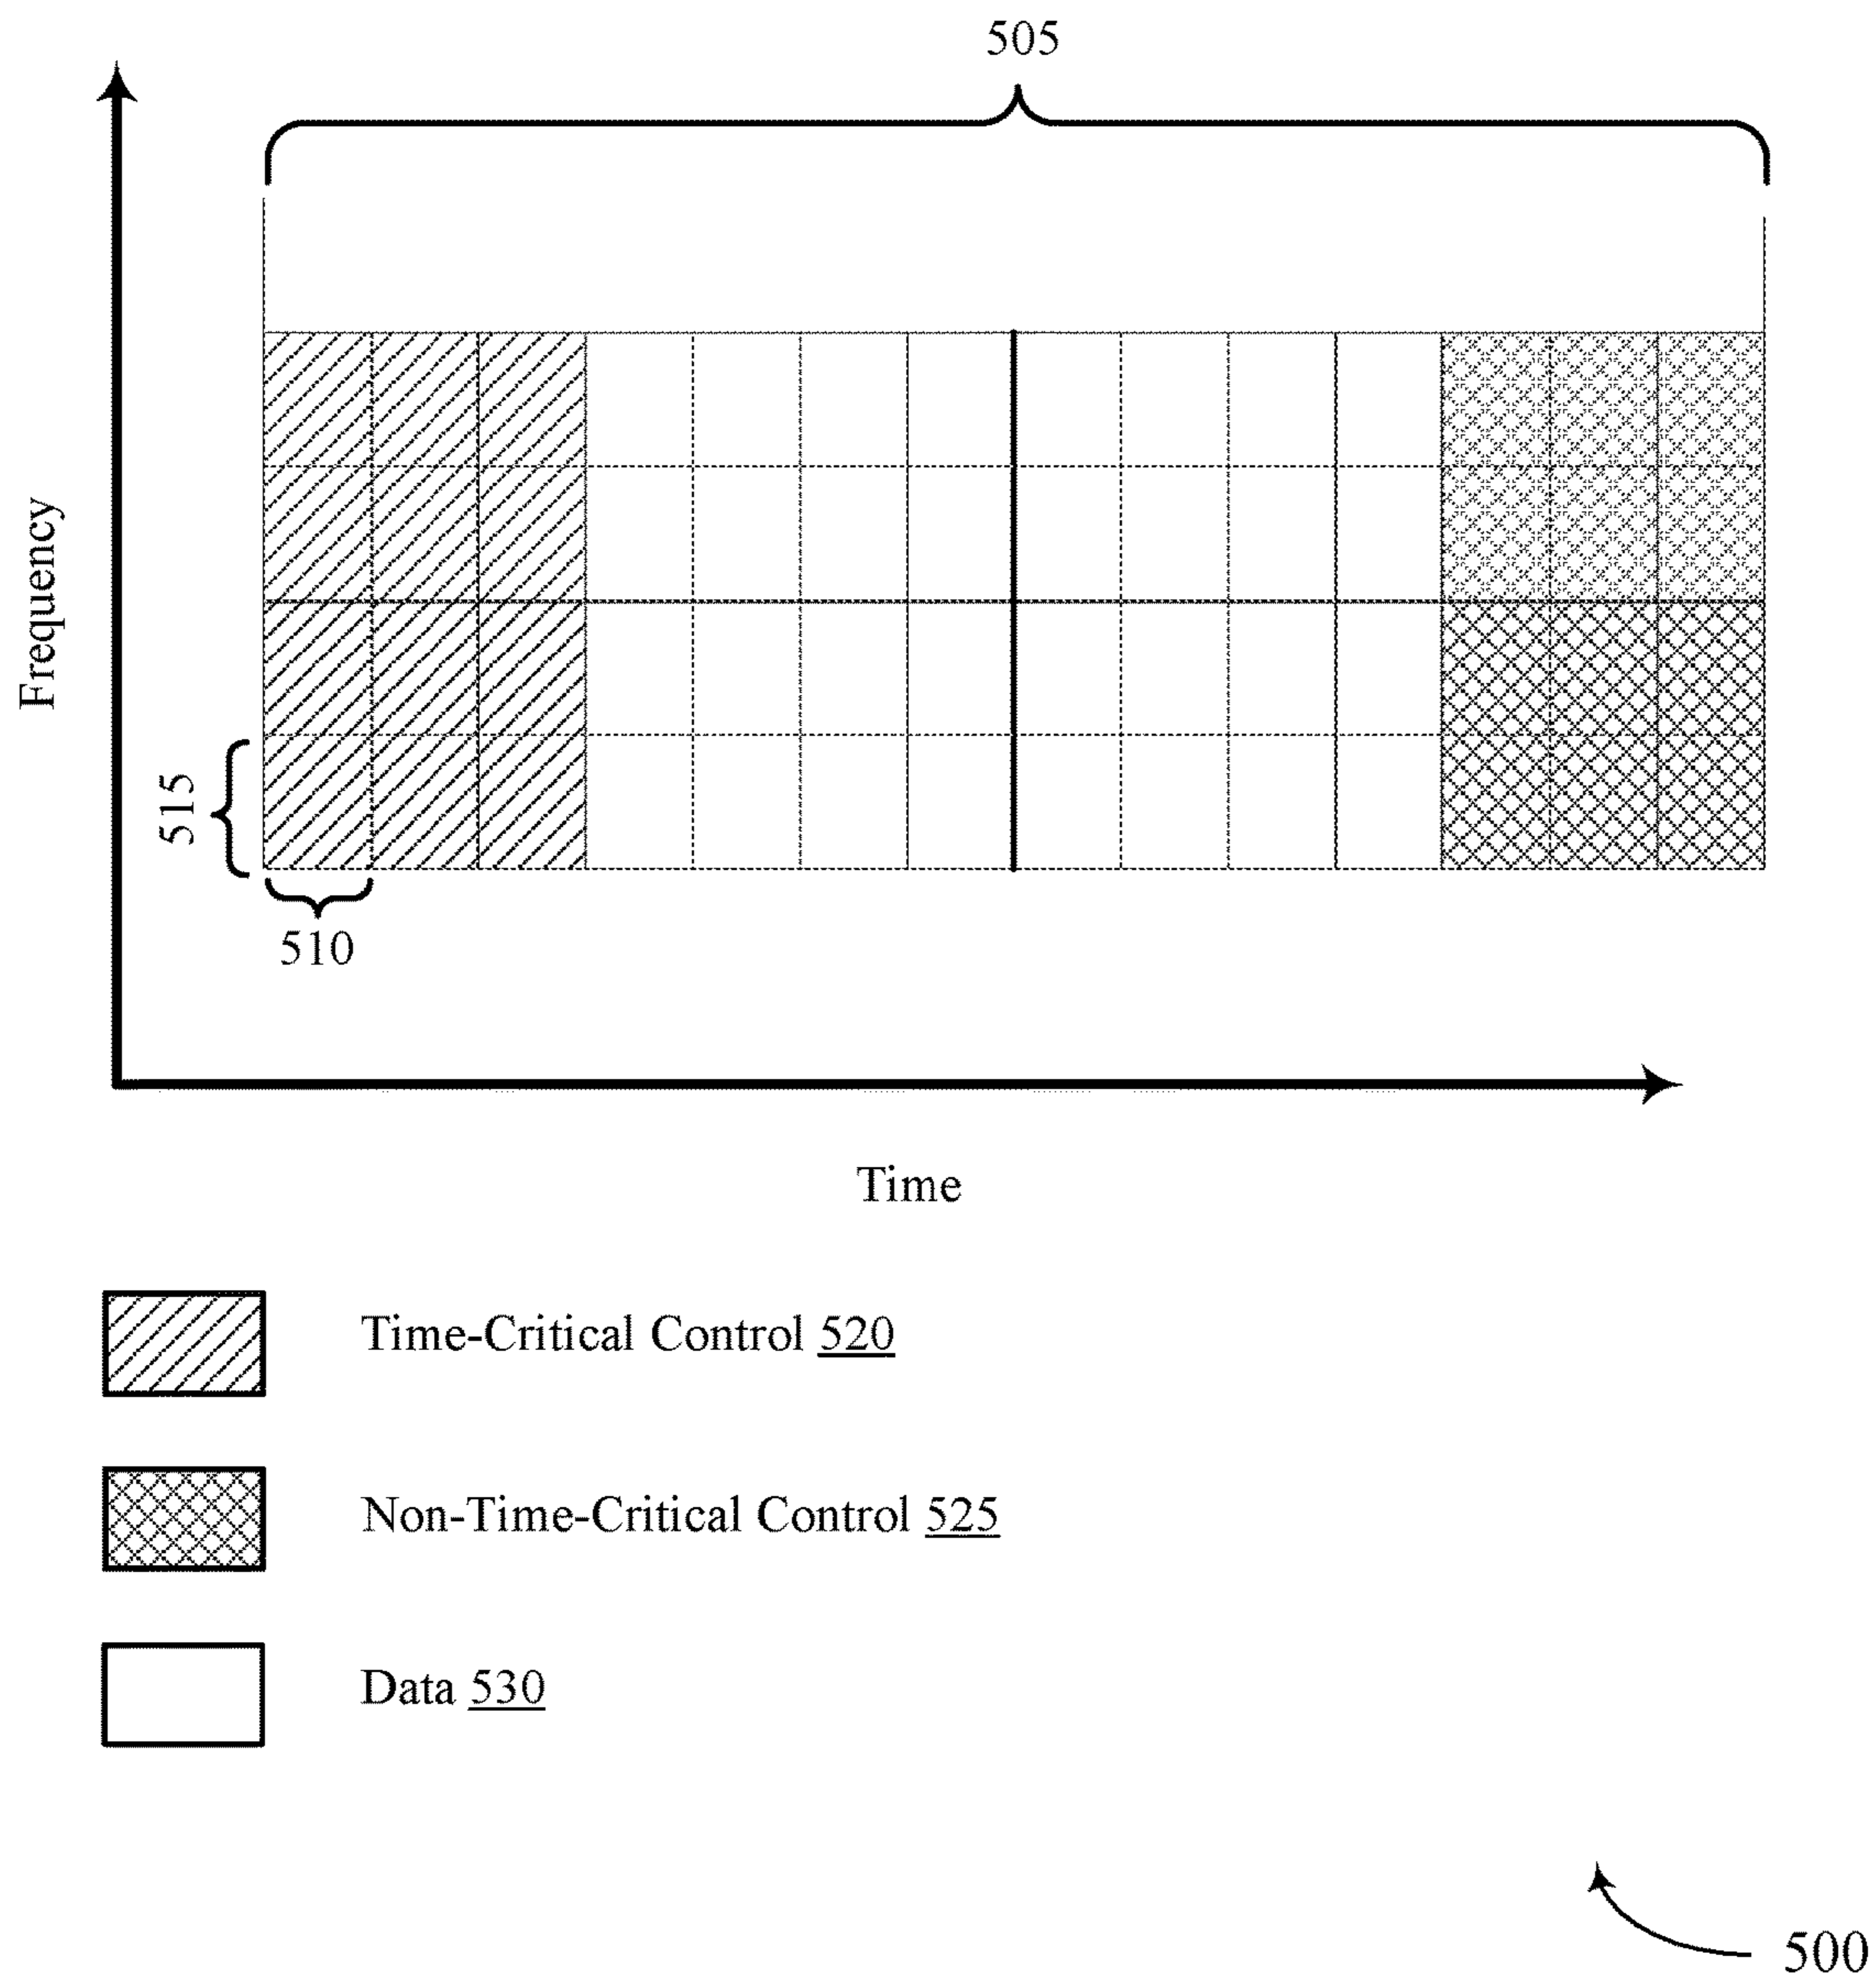 505
Frequency
515
510
Time
Time-Critical Control 520
Non-Time-Critical Control 525
Data 530
500